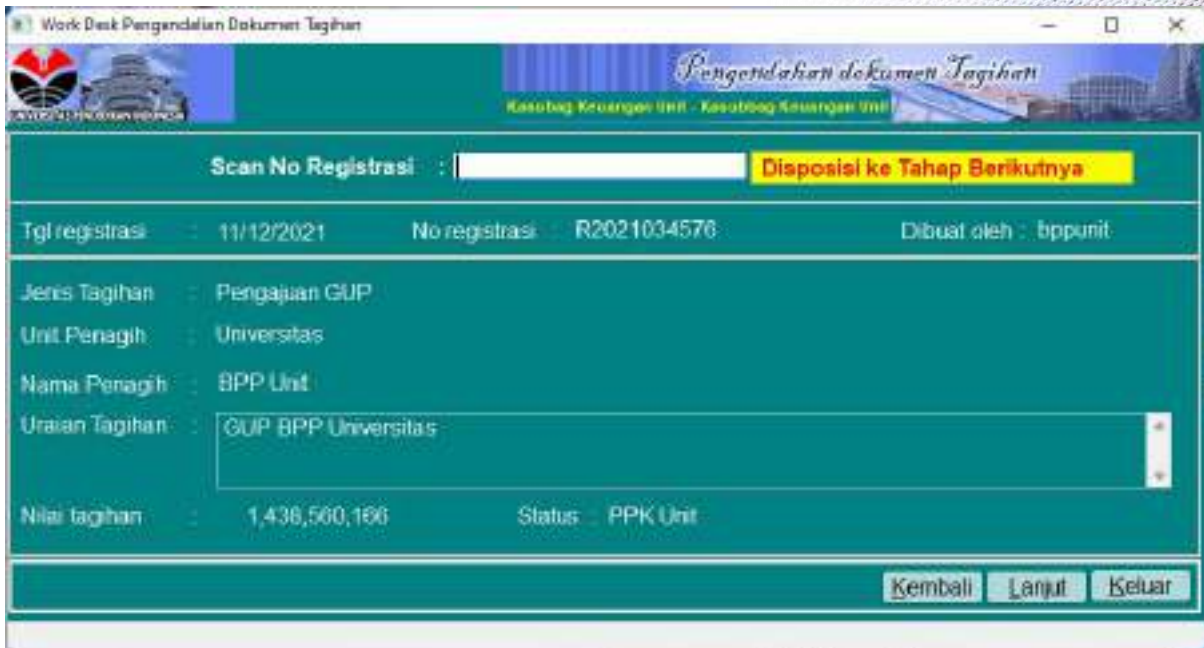 Work Desk Pengendalian Dokumen Tagihan
Pengendalian dokumen Tagihan
UNIVERSITAS PENDIDIKAN INDONESIA
Kasubag Keuangan Unit - Kasubbag Keuangan Unit
Scan No Registrasi :
Disposisi ke Tahap Berikutnya
Tgl registrasi : 11/12/2021 No registrasi : R2021034576 Dibuat oleh : bppunit
Jenis Tagihan : Pengajuan GUP
Unit Penagih : Universitas
Nama Penagih : BPP Unit
Uraian Tagihan : GUP BPP Universitas
Nilai tagihan : 1,438,560,166 Status : PPK Unit
Kembali Lanjut Keluar